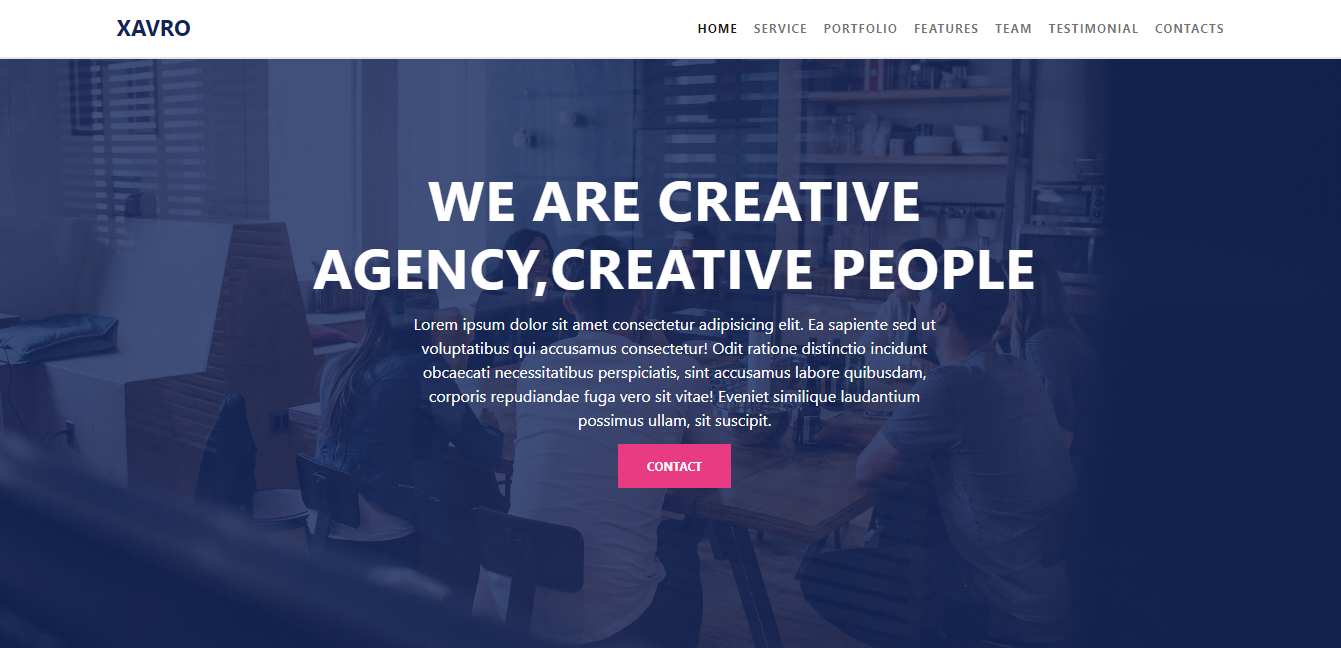 XAVRO
HOME SERVICE PORTFOLIO FEATURES TEAM TESTIMONIAL CONTACTS
WE ARE CREATIVE
AGENCY,CREATIVE PEOPLE
Lorem ipsum dolor sit amet consectetur adipisicing elit. Ea sapiente sed ut
voluptatibus qui accusamus consectetur! Odit ratione distinctio incidunt
obcaecati necessitatibus perspiciatis, sint accusamus labore quibusdam,
corporis repudiandae fuga vero sit vitae! Eveniet similique laudantium
possimus ullam, sit suscipit.
CONTACT